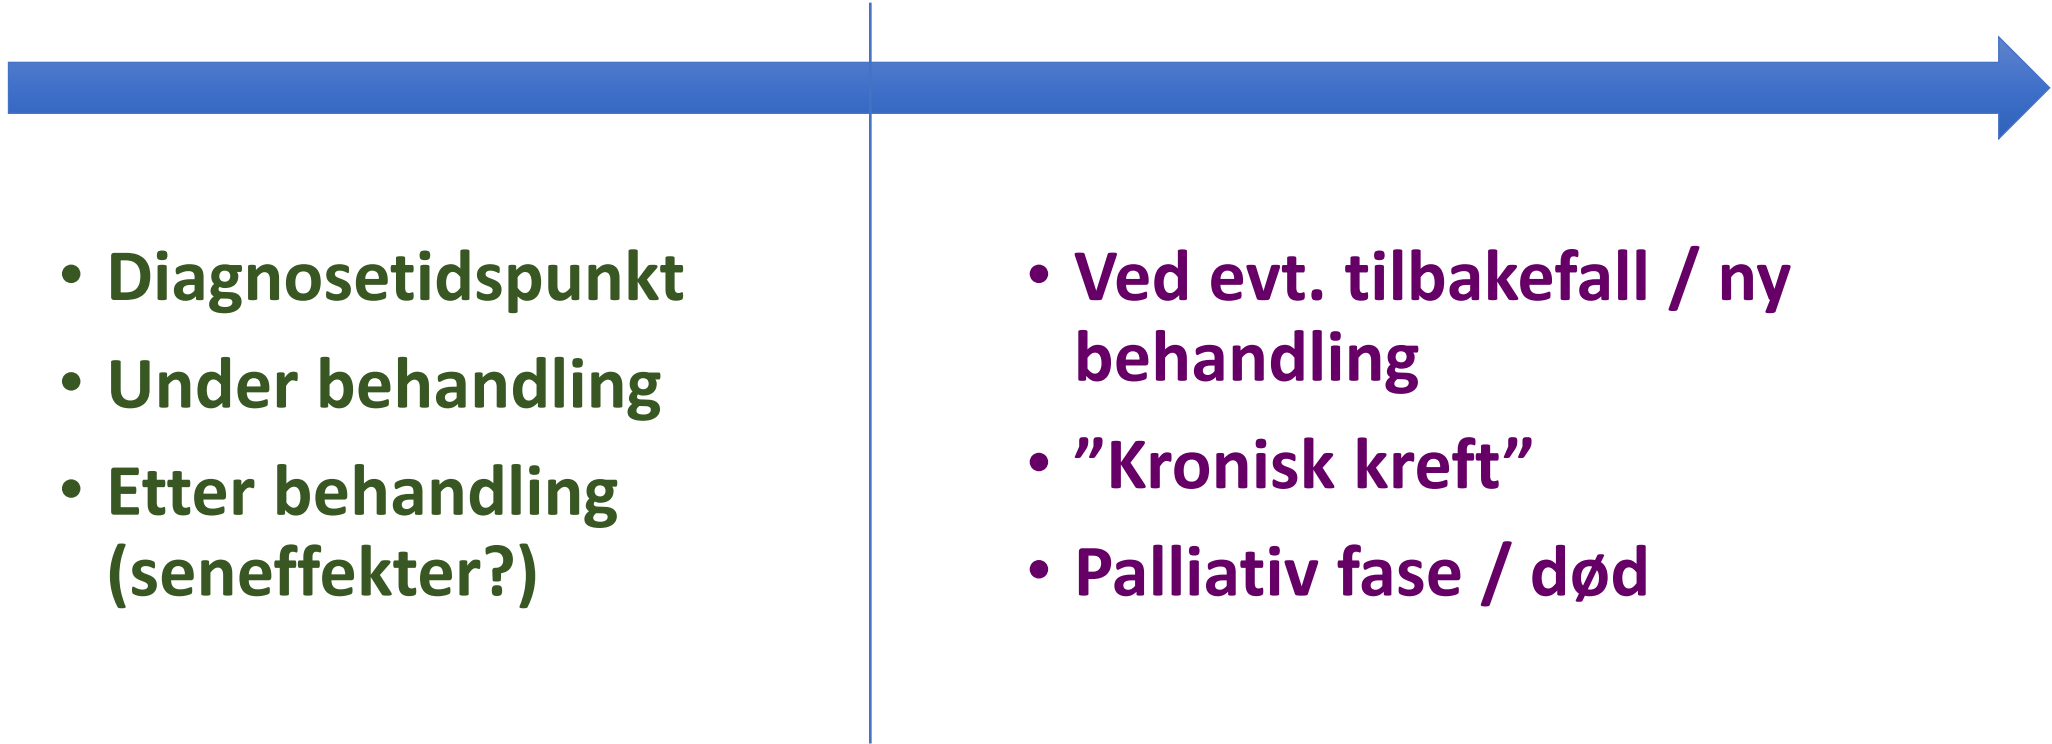 • Diagnosetidspunkt
• Under behandling
• Etter behandling
(seneffekter?)
• Ved evt. tilbakefall / ny
behandling
• ”Kronisk kreft”
• Palliativ fase / død